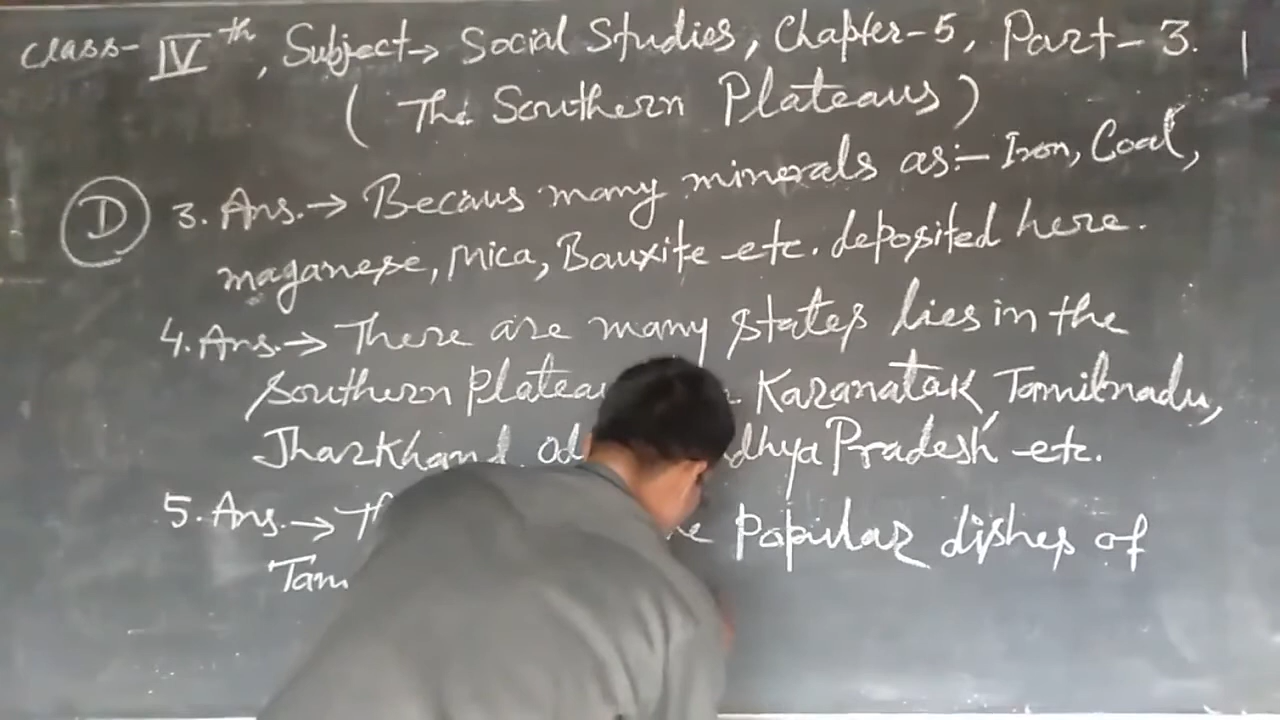 Class- IVth, Subject→ Social Studies, Chapter-5, Part-3.
(The Southern Plateaus)
D 3. Ans.→ Becaus many minerals as:- Iron, Coal,
maganese, Mica, Bauxite etc. deposited here.
4. Ans.→ There are many states lies in the
Southern Plateau Karanatak, Tamilnadu,
Jharkhand, Pradesh etc.
5. Ans.→ Popular dishes of